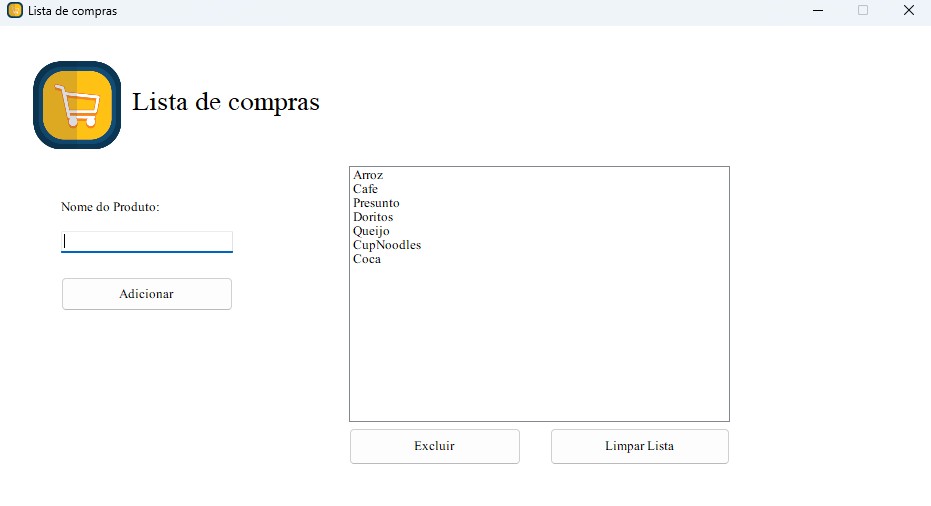 Lista de compras
Lista de compras
Nome do Produto:
Adicionar
Arroz
Cafe
Presunto
Doritos
Queijo
CupNoodles
Coca
Excluir
Limpar Lista